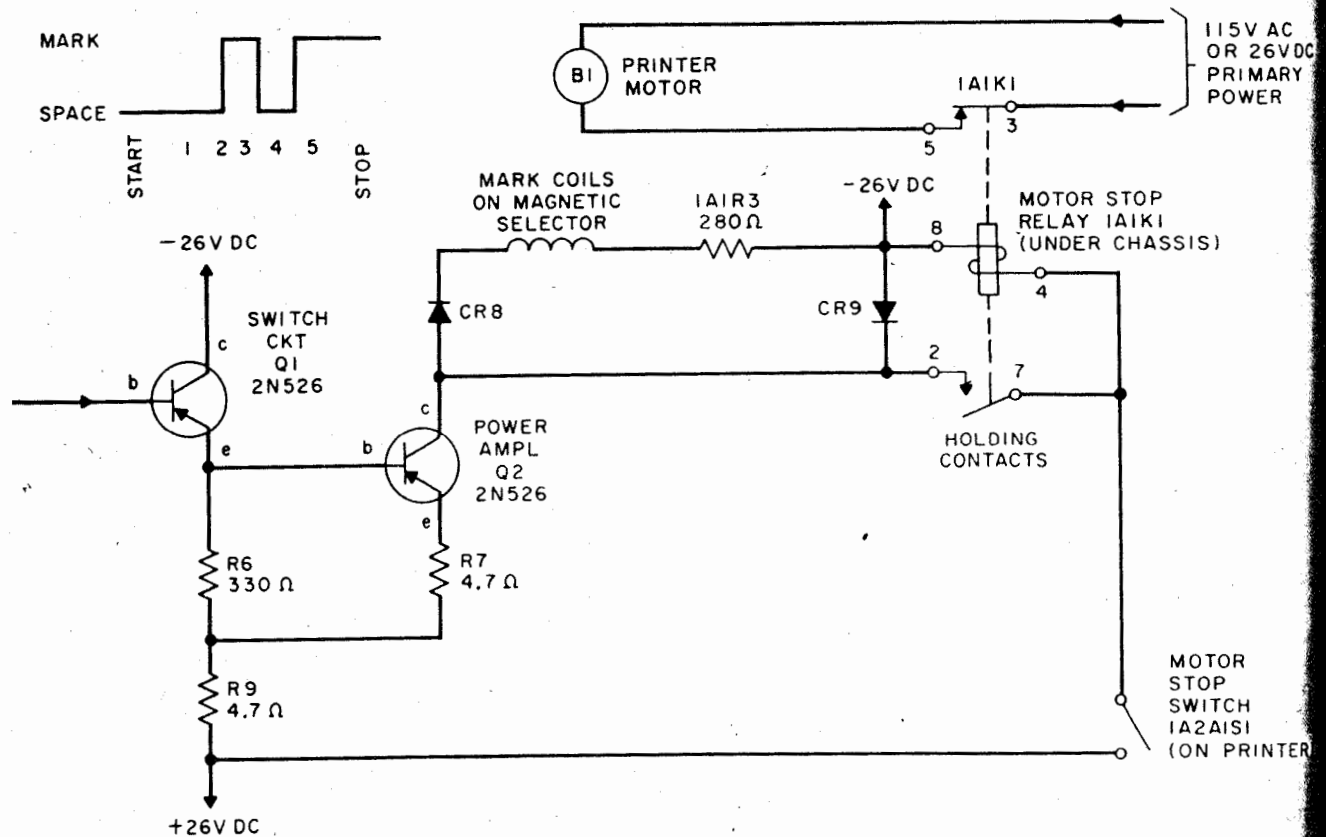 MARK
SPACE
START
1 2 3 4 5
STOP
B1
PRINTER
MOTOR
1A1K1
3
5
115V AC
OR 26VDC
PRIMARY
POWER
-26V DC
SWITCH
CKT
Q1
2N526
b
c
e
MARK COILS
ON MAGNETIC
SELECTOR
1A1R3
280Ω
-26V DC
8
MOTOR STOP
RELAY 1A1K1
(UNDER CHASSIS)
4
CR8
CR9
2
7
HOLDING
CONTACTS
b
c
e
POWER
AMPL
Q2
2N526
R6
330 Ω
R7
4.7 Ω
R9
4.7 Ω
+26V DC
MOTOR
STOP
SWITCH
1A2A1S1
(ON PRINTER